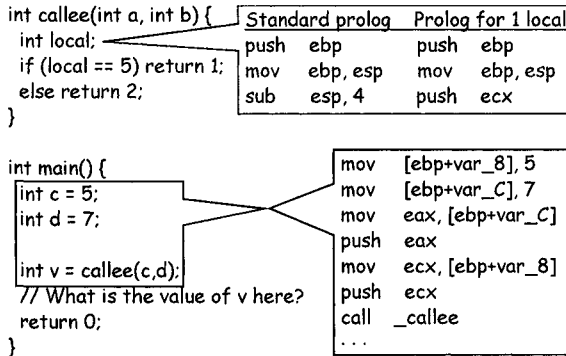 int callee(int a, int b) {
int local;
if (local == 5) return 1;
else return 2;
}
Standard prolog Prolog for 1 local
push ebp push ebp
mov ebp, esp mov ebp, esp
sub esp, 4 push ecx
int main() {
int c = 5;
int d = 7;
int v = callee(c,d);
// What is the value of v here?
return 0;
}
mov [ebp+var_8], 5
mov [ebp+var_C], 7
mov eax, [ebp+var_C]
push eax
mov ecx, [ebp+var_8]
push ecx
call _callee
. . .